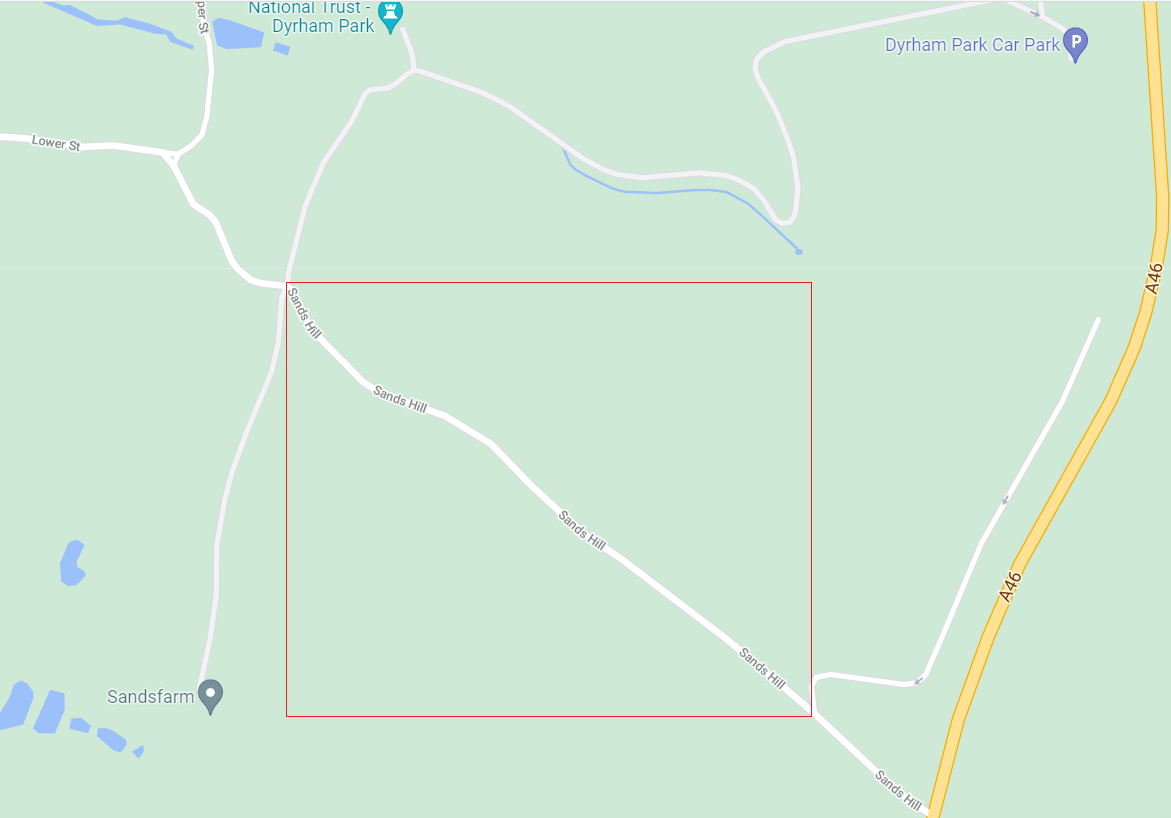 National Trust -
Dyrham Park
Dyrham Park Car Park
P
Lower St
A46
Sands Hill
Sands Hill
Sands Hill
A46
Sands Hill
Sandsfarm
Sands Hill